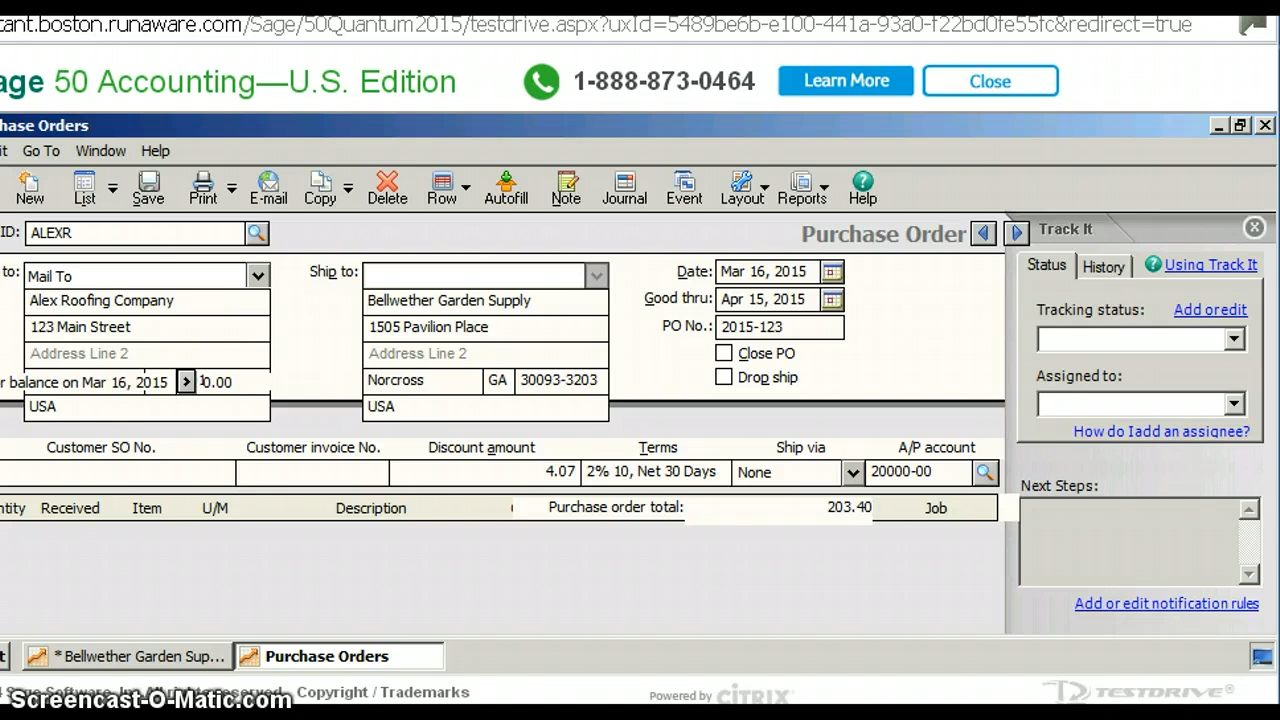 tant.boston.runaware.com/Sage/50Quantum2015/testdrive.aspx?uxId=5489be6b-e100-441a-93a0-f22bd0fe55fc&redirect=true
age 50 Accounting—U.S. Edition
1-888-873-0464
Learn More
Close
hase Orders
it Go To Window Help
New List Save Print E-mail Copy Delete Row Autofill Note Journal Event Layout Reports Help
ID: ALEXR
Purchase Order
Track It
to: Mail To
Ship to:
Date: Mar 16, 2015
Status History Using Track It
Alex Roofing Company
Bellwether Garden Supply
Good thru: Apr 15, 2015
Tracking status: Add or edit
123 Main Street
1505 Pavilion Place
PO No.: 2015-123
Address Line 2
Address Line 2
Close PO
r balance on Mar 16, 2015 0.00
Norcross GA 30093-3203
Drop ship
Assigned to:
USA
USA
How do I add an assignee?
Customer SO No. Customer invoice No. Discount amount Terms Ship via A/P account
4.07 2% 10, Net 30 Days None 20000-00
Next Steps:
ntity Received Item U/M Description Purchase order total: 203.40 Job
Add or edit notification rules
t * Bellwether Garden Sup... Purchase Orders
Sage Software, Inc. All rights reserved. Copyright / Trademarks
Powered by CITRIX
TESTDRIVE®
Screencast-O-Matic.com